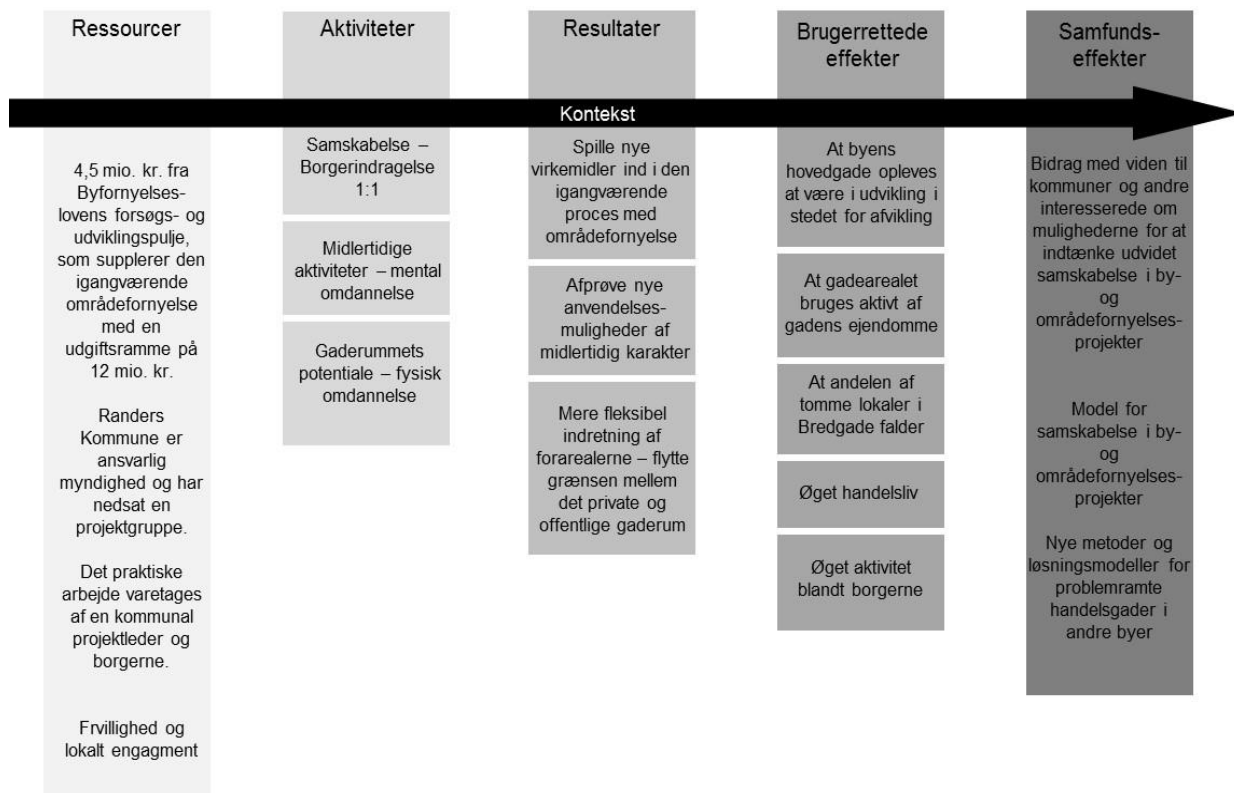 Ressourcer
Aktiviteter
Resultater
Brugerrettede
effekter
Samfunds-
effekter
Kontekst
4,5 mio. kr. fra
Byfornyelses-
lovens forsøgs- og
udviklingspulje,
som supplerer den
igangværende
områdefornyelse
med en
udgiftsramme på
12 mio. kr.
Randers
Kommune er
ansvarlig
myndighed og har
nedsat en
projektgruppe.
Det praktiske
arbejde varetages
af en kommunal
projektleder og
borgerne.
Frvillighed og
lokalt engagment
Samskabelse –
Borgerindragelse
1:1
Midlertidige
aktiviteter – mental
omdannelse
Gaderummets
potentiale – fysisk
omdannelse
Spille nye
virkemidler ind i den
igangværende
proces med
områdefornyelse
Afprøve nye
anvendelses-
muligheder af
midlertidig karakter
Mere fleksibel
indretning af
forarealerne – flytte
grænsen mellem
det private og
offentlige gaderum
At byens
hovedgade opleves
at være i udvikling i
stedet for afvikling
At gadearealet
bruges aktivt af
gadens ejendomme
At andelen af
tomme lokaler i
Bredgade falder
Øget handelsliv
Øget aktivitet
blandt borgerne
Bidrag med viden til
kommuner og andre
interesserede om
mulighederne for at
indtænke udvidet
samskabelse i by-
og
områdefornyelses-
projekter
Model for
samskabelse i by-
og
områdefornyelses-
projekter
Nye metoder og
løsningsmodeller for
problemramte
handelsgader i
andre byer